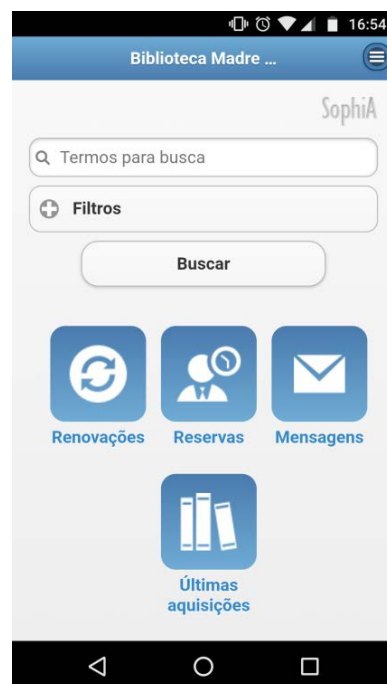 16:54
Biblioteca Madre ...
SophiA
Termos para busca
Filtros
Buscar
Renovações Reservas Mensagens
Últimas
aquisições